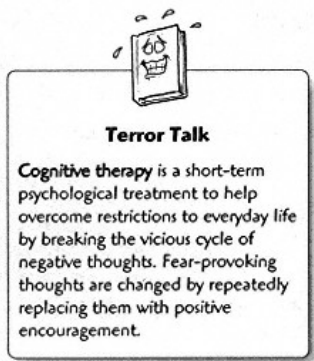 Terror Talk
Cognitive therapy is a short-term
psychological treatment to help
overcome restrictions to everyday life
by breaking the vicious cycle of
negative thoughts. Fear-provoking
thoughts are changed by repeatedly
replacing them with positive
encouragement.